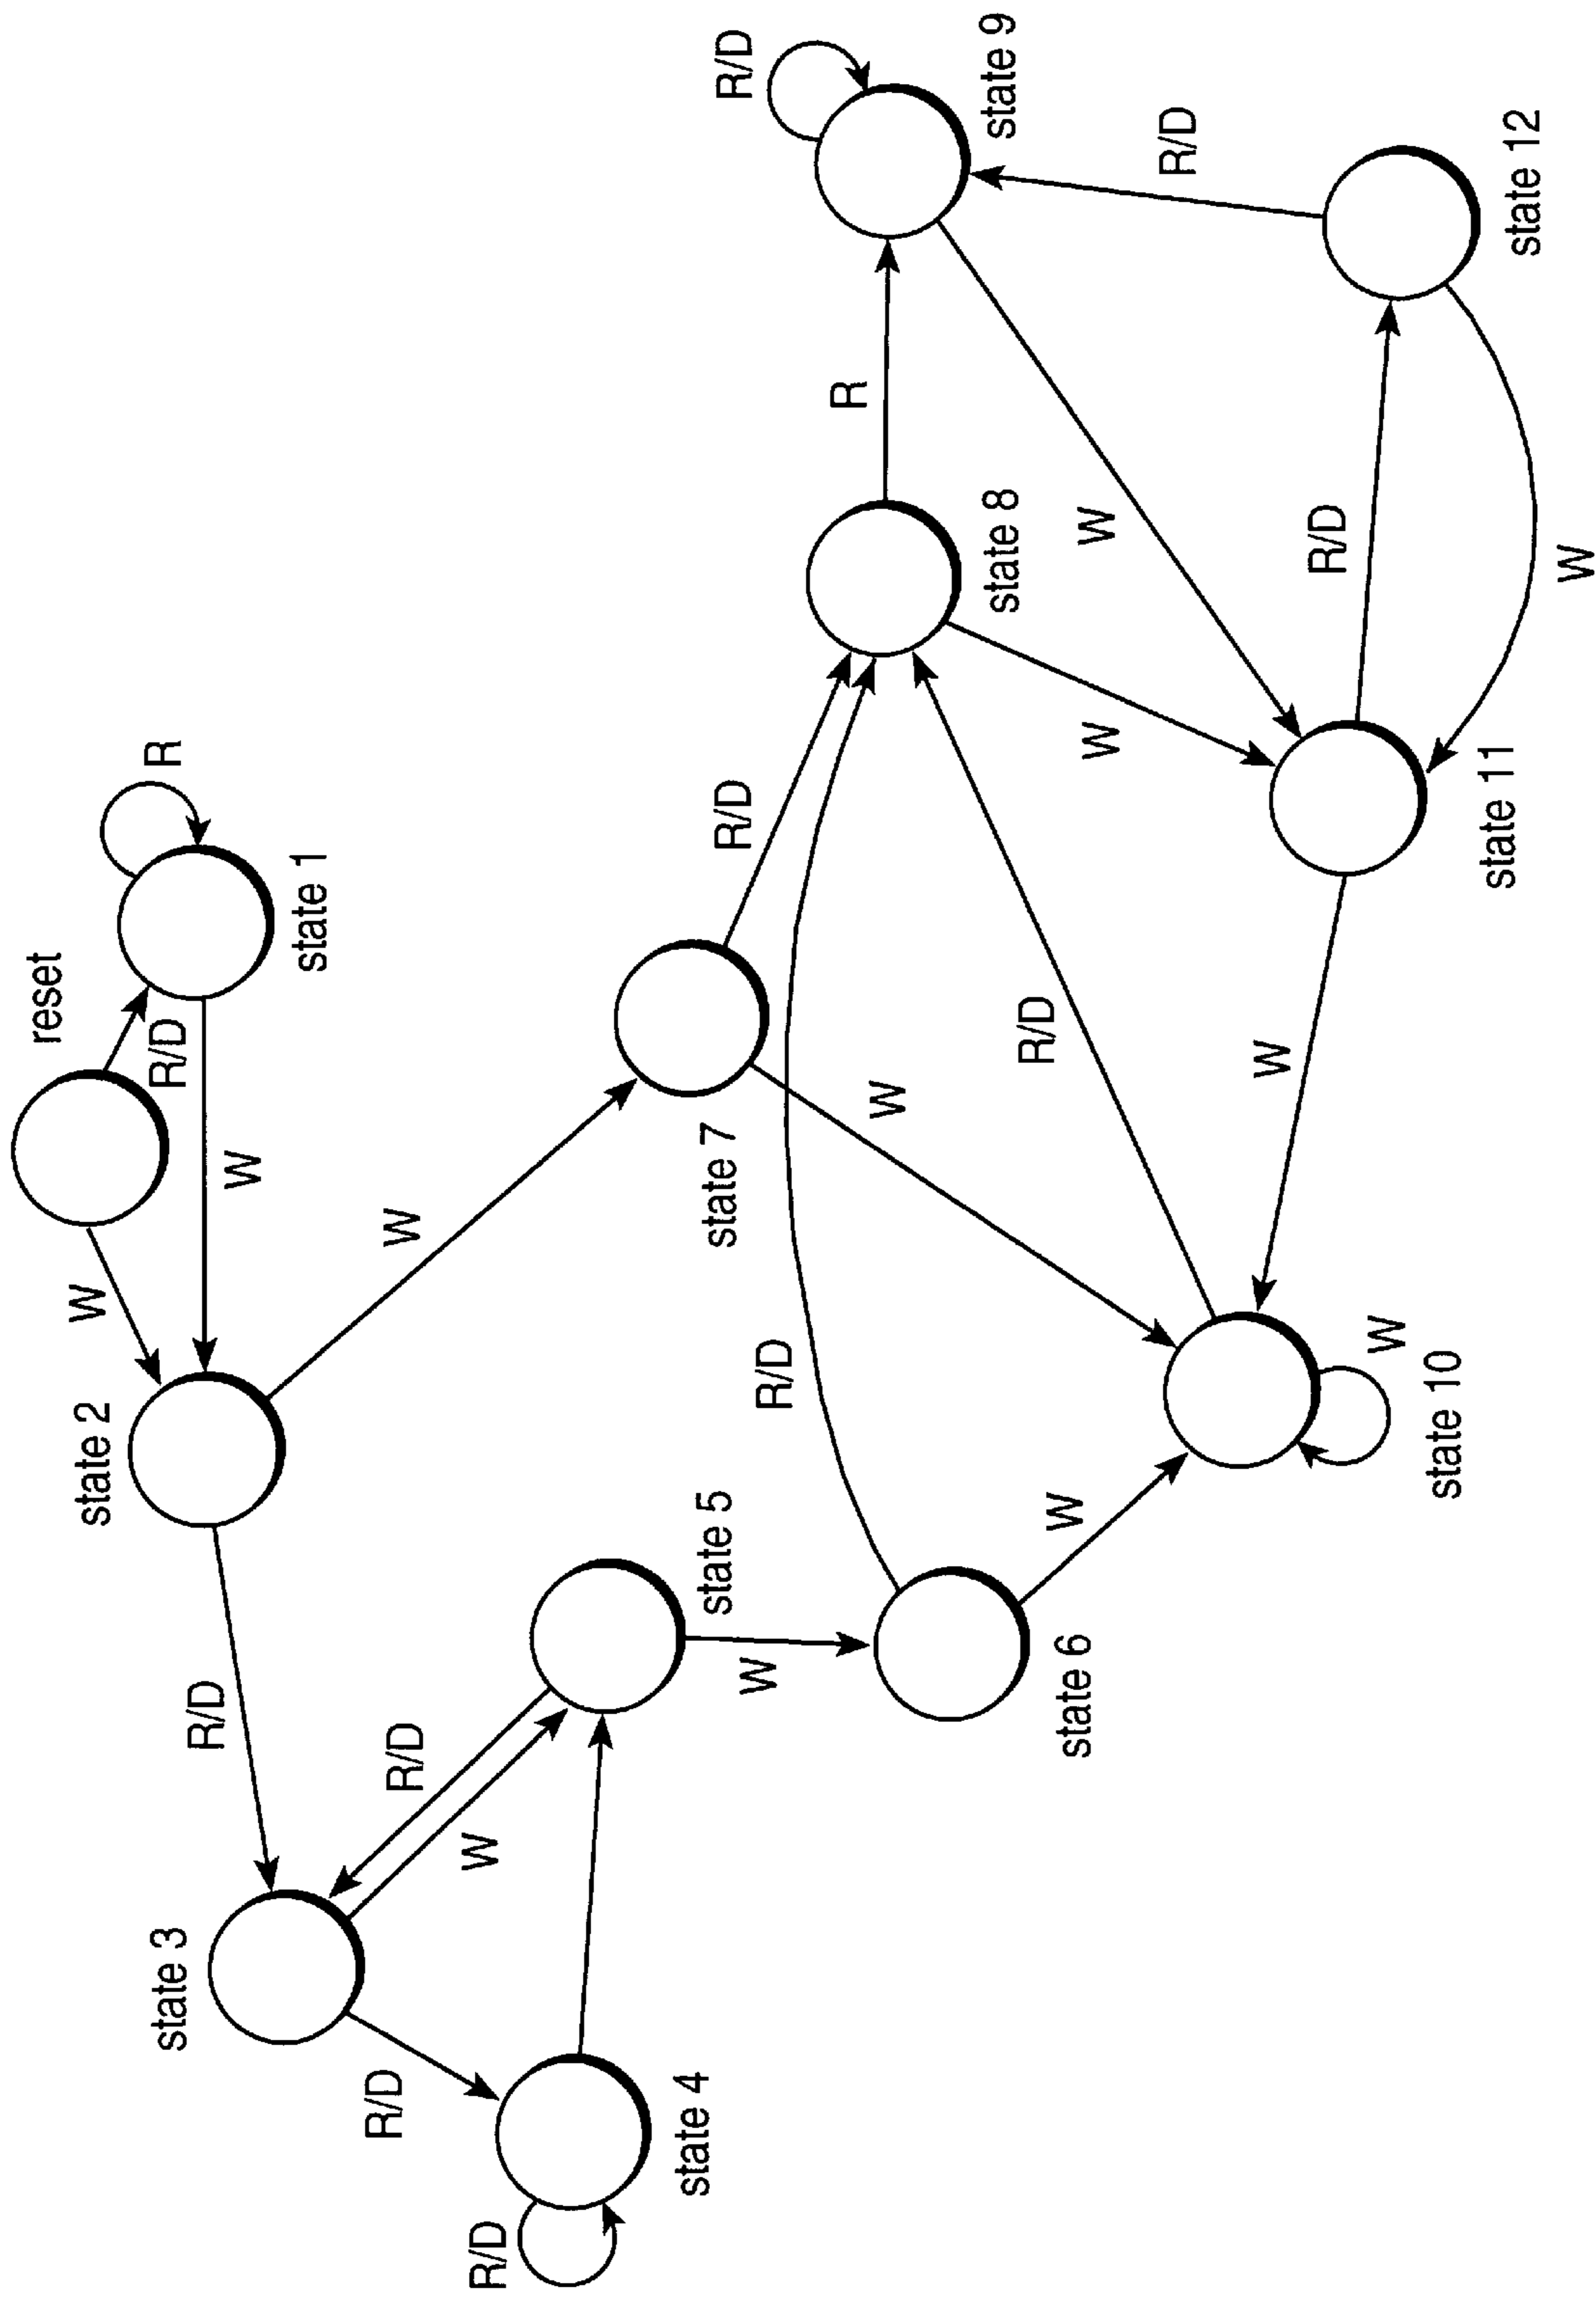 reset
W
state 2
state 3
R/D
R
R/D
W
state 1
R/D
R/D
W
W
R/D
state 4
state 5
state 7
R/D
R/D
W
R/D
R
W
state 8
state 9
state 6
W
R/D
W
W
R/D
W
R/D
W
state 10
state 11
state 12
W